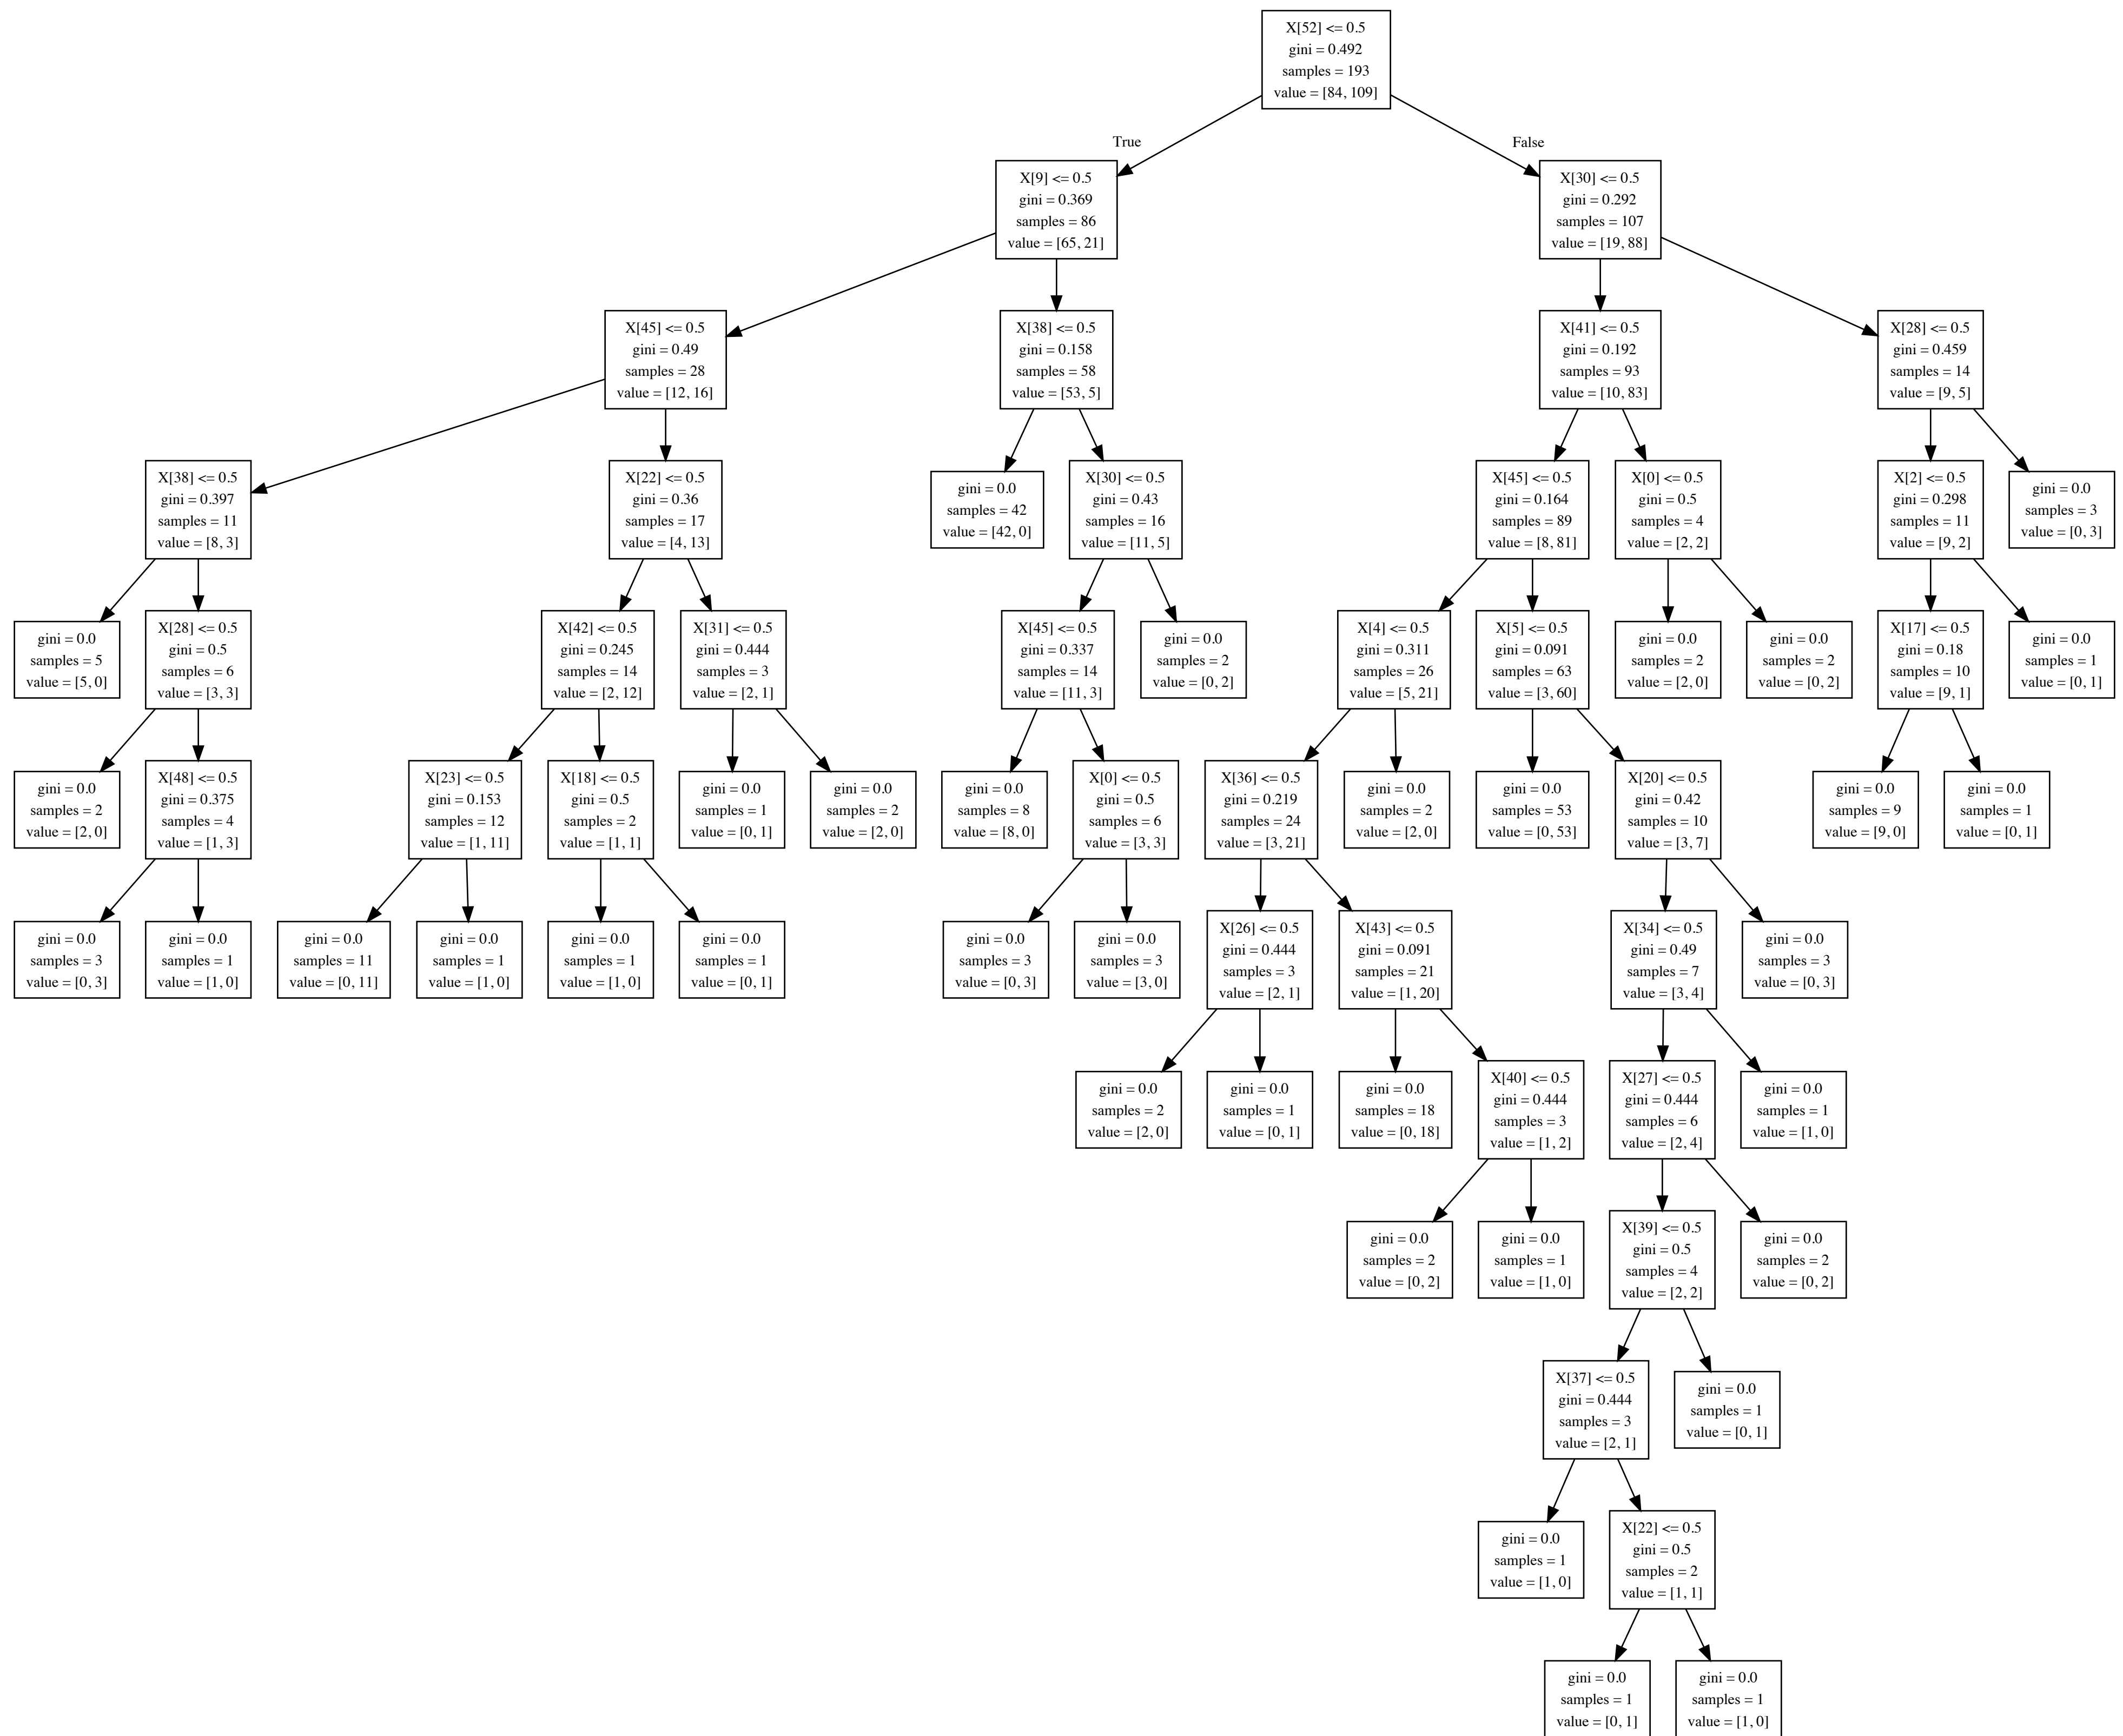 X[52] <= 0.5
gini = 0.492
samples = 193
value = [84, 109]
True
False
X[9] <= 0.5
gini = 0.369
samples = 86
value = [65, 21]
X[30] <= 0.5
gini = 0.292
samples = 107
value = [19, 88]
X[45] <= 0.5
gini = 0.49
samples = 28
value = [12, 16]
X[38] <= 0.5
gini = 0.158
samples = 58
value = [53, 5]
X[41] <= 0.5
gini = 0.192
samples = 93
value = [10, 83]
X[28] <= 0.5
gini = 0.459
samples = 14
value = [9, 5]
X[38] <= 0.5
gini = 0.397
samples = 11
value = [8, 3]
X[22] <= 0.5
gini = 0.36
samples = 17
value = [4, 13]
gini = 0.0
samples = 42
value = [42, 0]
X[30] <= 0.5
gini = 0.43
samples = 16
value = [11, 5]
X[45] <= 0.5
gini = 0.164
samples = 89
value = [8, 81]
X[0] <= 0.5
gini = 0.5
samples = 4
value = [2, 2]
X[2] <= 0.5
gini = 0.298
samples = 11
value = [9, 2]
gini = 0.0
samples = 3
value = [0, 3]
gini = 0.0
samples = 5
value = [5, 0]
X[28] <= 0.5
gini = 0.5
samples = 6
value = [3, 3]
X[42] <= 0.5
gini = 0.245
samples = 14
value = [2, 12]
X[31] <= 0.5
gini = 0.444
samples = 3
value = [2, 1]
X[45] <= 0.5
gini = 0.337
samples = 14
value = [11, 3]
gini = 0.0
samples = 2
value = [0, 2]
X[4] <= 0.5
gini = 0.311
samples = 26
value = [5, 21]
X[5] <= 0.5
gini = 0.091
samples = 63
value = [3, 60]
gini = 0.0
samples = 2
value = [2, 0]
gini = 0.0
samples = 2
value = [0, 2]
X[17] <= 0.5
gini = 0.18
samples = 10
value = [9, 1]
gini = 0.0
samples = 1
value = [0, 1]
gini = 0.0
samples = 2
value = [2, 0]
X[48] <= 0.5
gini = 0.375
samples = 4
value = [1, 3]
X[23] <= 0.5
gini = 0.153
samples = 12
value = [1, 11]
X[18] <= 0.5
gini = 0.5
samples = 2
value = [1, 1]
gini = 0.0
samples = 1
value = [0, 1]
gini = 0.0
samples = 2
value = [2, 0]
gini = 0.0
samples = 8
value = [8, 0]
X[0] <= 0.5
gini = 0.5
samples = 6
value = [3, 3]
X[36] <= 0.5
gini = 0.219
samples = 24
value = [3, 21]
gini = 0.0
samples = 2
value = [2, 0]
gini = 0.0
samples = 53
value = [0, 53]
X[20] <= 0.5
gini = 0.42
samples = 10
value = [3, 7]
gini = 0.0
samples = 9
value = [9, 0]
gini = 0.0
samples = 1
value = [0, 1]
gini = 0.0
samples = 3
value = [0, 3]
gini = 0.0
samples = 1
value = [1, 0]
gini = 0.0
samples = 11
value = [0, 11]
gini = 0.0
samples = 1
value = [1, 0]
gini = 0.0
samples = 1
value = [1, 0]
gini = 0.0
samples = 1
value = [0, 1]
gini = 0.0
samples = 3
value = [0, 3]
gini = 0.0
samples = 3
value = [3, 0]
X[26] <= 0.5
gini = 0.444
samples = 3
value = [2, 1]
X[43] <= 0.5
gini = 0.091
samples = 21
value = [1, 20]
X[34] <= 0.5
gini = 0.49
samples = 7
value = [3, 4]
gini = 0.0
samples = 3
value = [0, 3]
gini = 0.0
samples = 2
value = [2, 0]
gini = 0.0
samples = 1
value = [0, 1]
gini = 0.0
samples = 18
value = [0, 18]
X[40] <= 0.5
gini = 0.444
samples = 3
value = [1, 2]
X[27] <= 0.5
gini = 0.444
samples = 6
value = [2, 4]
gini = 0.0
samples = 1
value = [1, 0]
gini = 0.0
samples = 2
value = [0, 2]
gini = 0.0
samples = 1
value = [1, 0]
X[39] <= 0.5
gini = 0.5
samples = 4
value = [2, 2]
gini = 0.0
samples = 2
value = [0, 2]
X[37] <= 0.5
gini = 0.444
samples = 3
value = [2, 1]
gini = 0.0
samples = 1
value = [0, 1]
gini = 0.0
samples = 1
value = [1, 0]
X[22] <= 0.5
gini = 0.5
samples = 2
value = [1, 1]
gini = 0.0
samples = 1
value = [0, 1]
gini = 0.0
samples = 1
value = [1, 0]